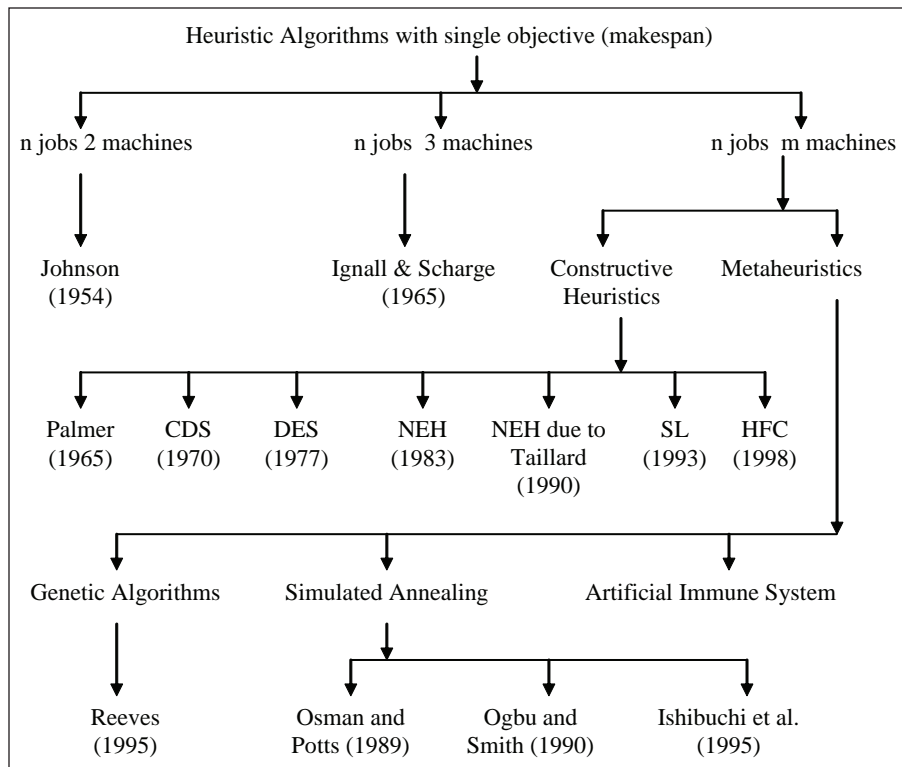 Heuristic Algorithms with single objective (makespan)
n jobs 2 machines
n jobs 3 machines
n jobs m machines
Johnson
(1954)
Ignall & Scharge
(1965)
Constructive
Heuristics
Metaheuristics
Palmer
(1965)
CDS
(1970)
DES
(1977)
NEH
(1983)
NEH due to
Taillard
(1990)
SL
(1993)
HFC
(1998)
Genetic Algorithms
Simulated Annealing
Artificial Immune System
Reeves
(1995)
Osman and
Potts (1989)
Ogbu and
Smith (1990)
Ishibuchi et al.
(1995)